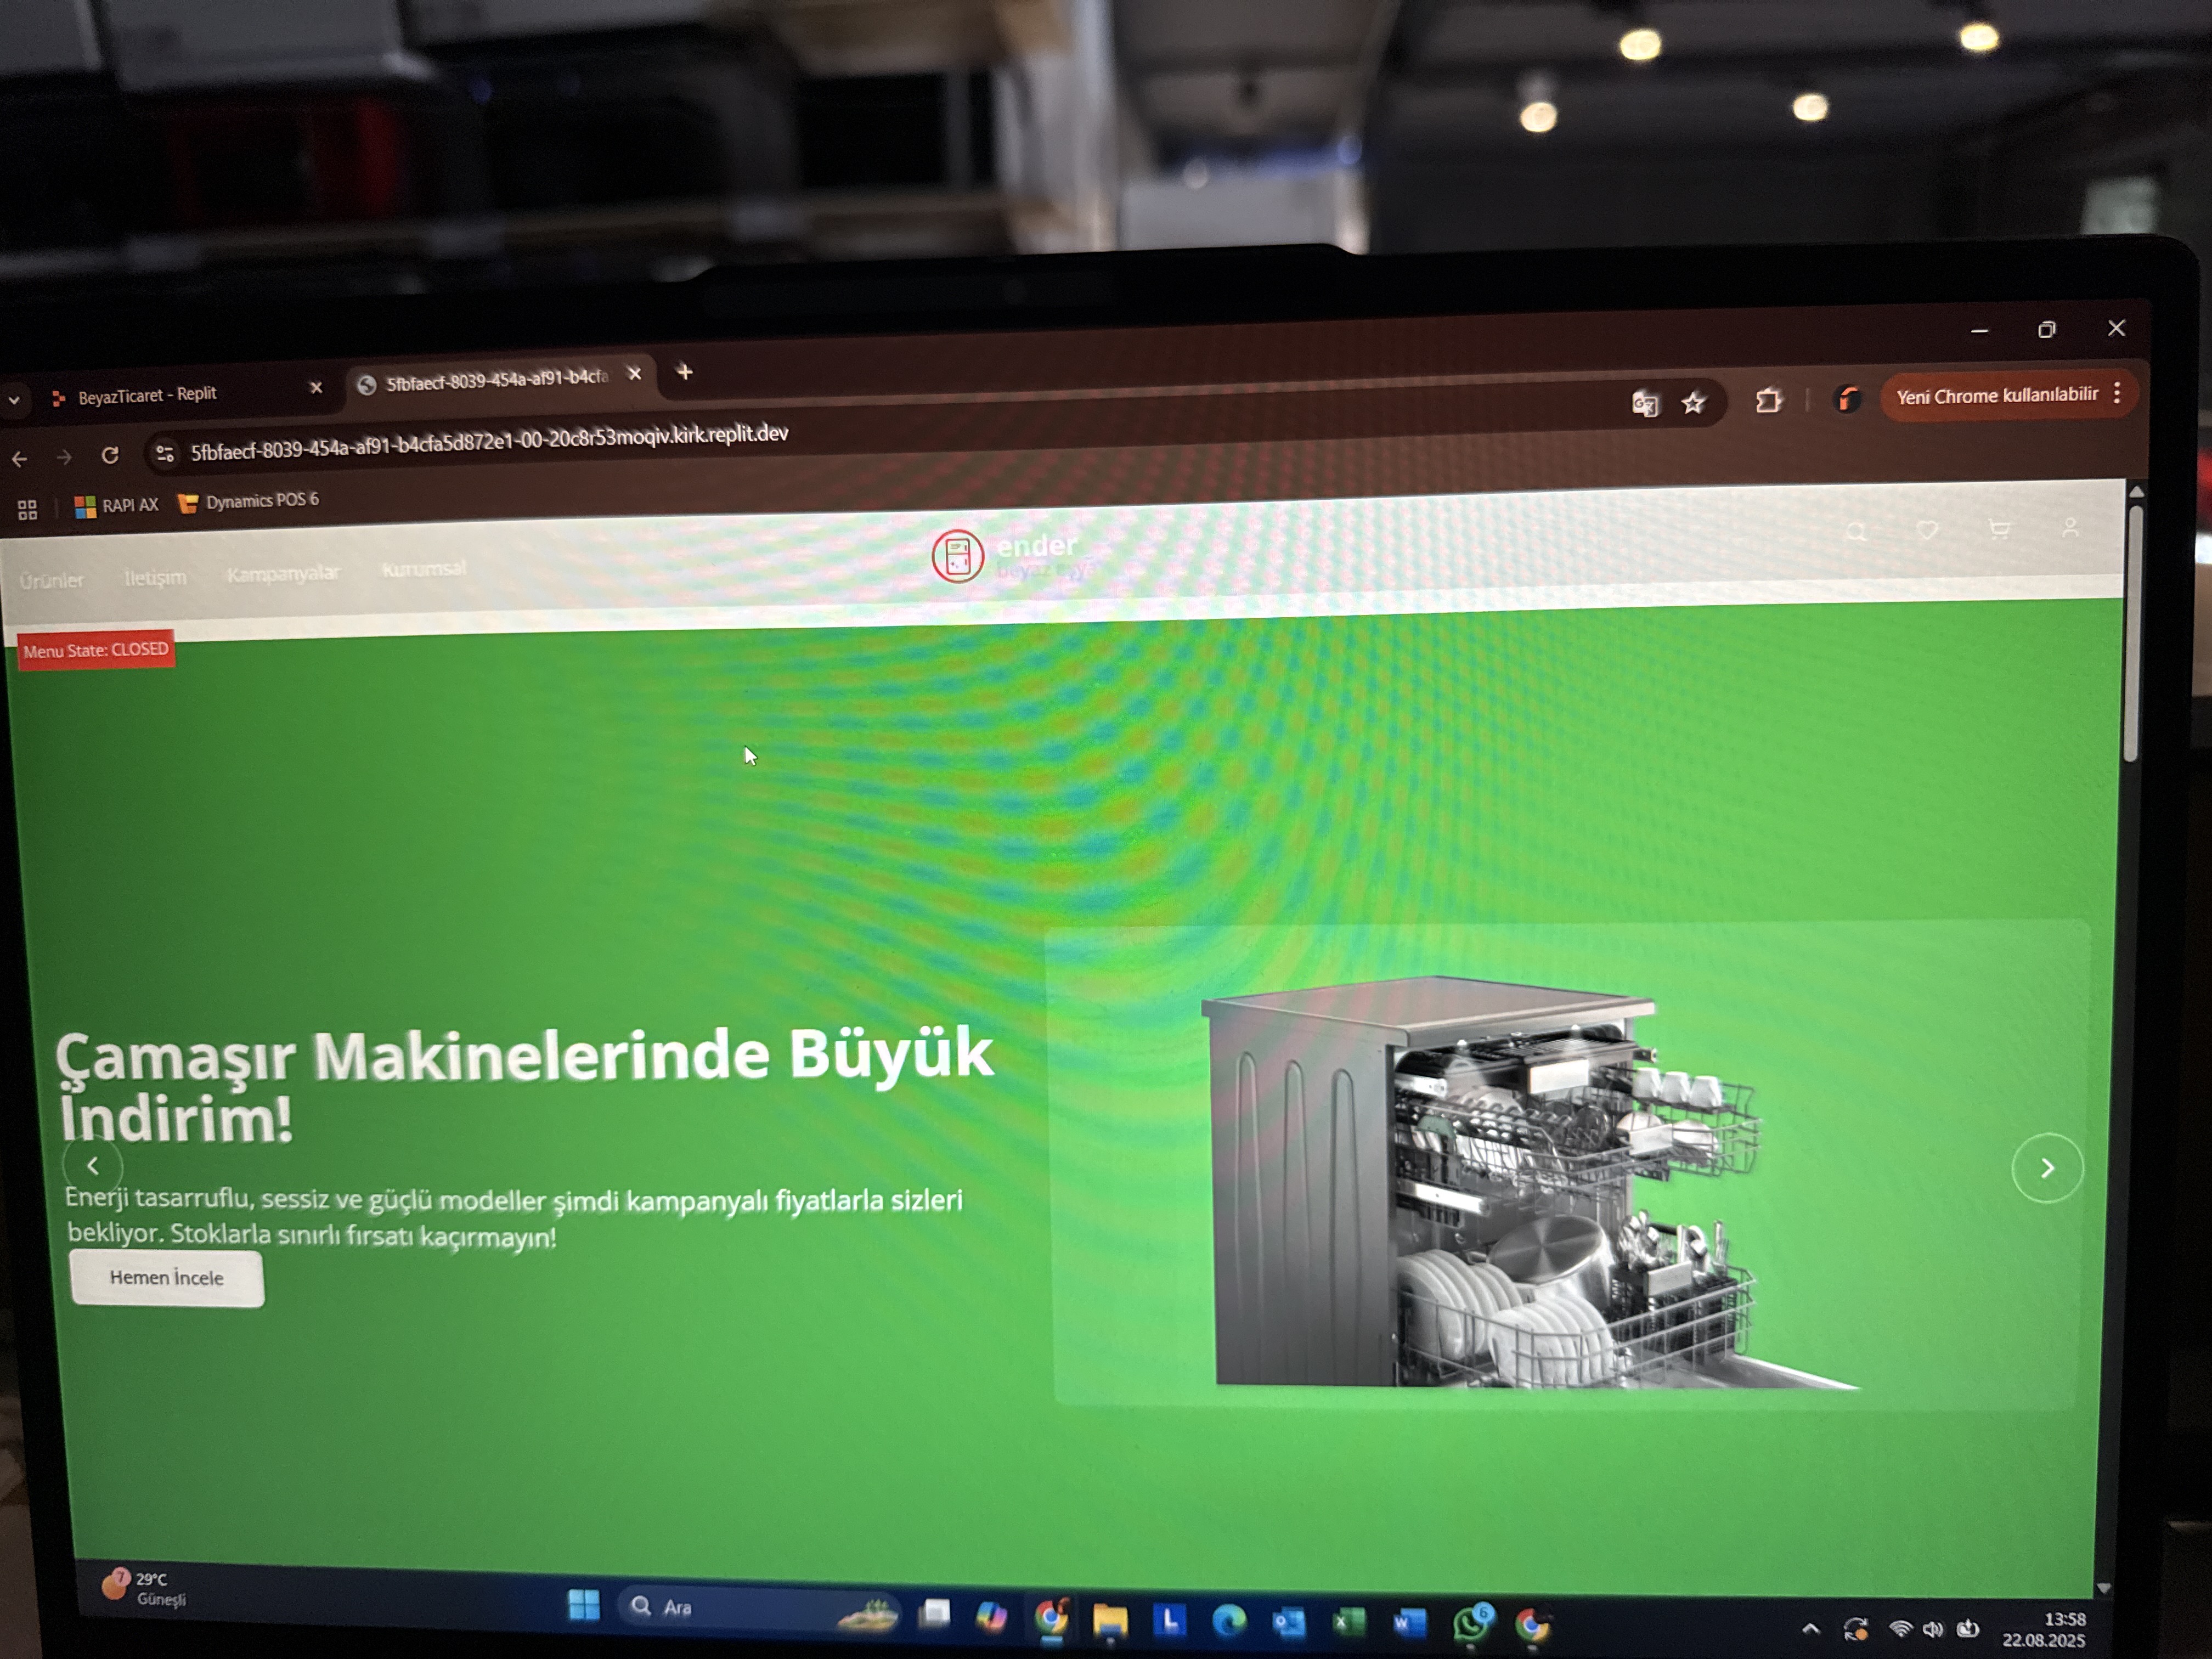 BeyazTicaret - Replit
5fbfaecf-8039-454a-af91-b4cfa
5fbfaecf-8039-454a-af91-b4cfa5d872e1-00-20c8r53moqiv.kirk.replit.dev
Yeni Chrome kullanılabilir
RAPI AX
Dynamics POS 6
Ürünler
İletişim
Kampanyalar
Kurumsal
ender
beyaz eşya
Menu State: CLOSED
Çamaşır Makinelerinde Büyük
İndirim!
Enerji tasarruflu, sessiz ve güçlü modeller şimdi kampanyalı fiyatlarla sizleri
bekliyor. Stoklarla sınırlı fırsatı kaçırmayın!
Hemen İncele
7
29°C
Güneşli
Ara
6
13:58
22.08.2025